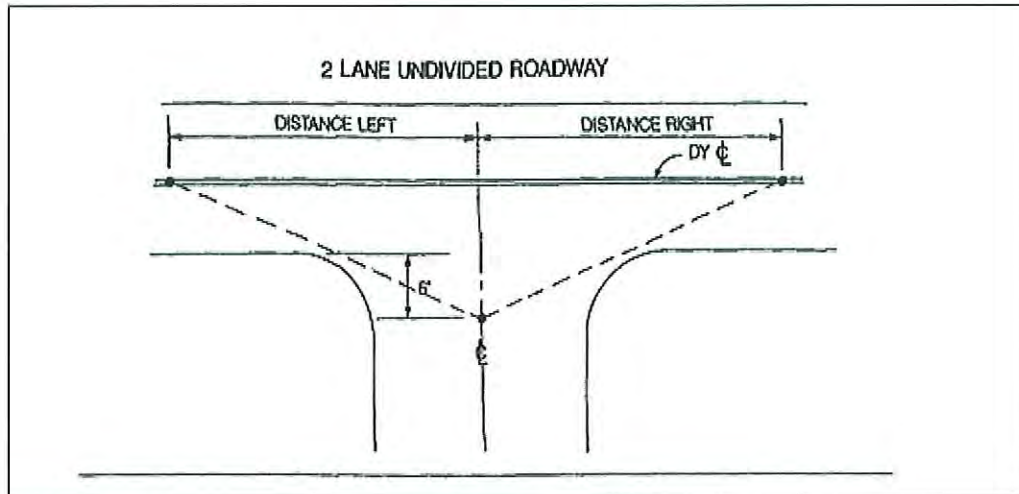 2 LANE UNDIVIDED ROADWAY
DISTANCE LEFT
DISTANCE RIGHT
DY ℄
6'
℄